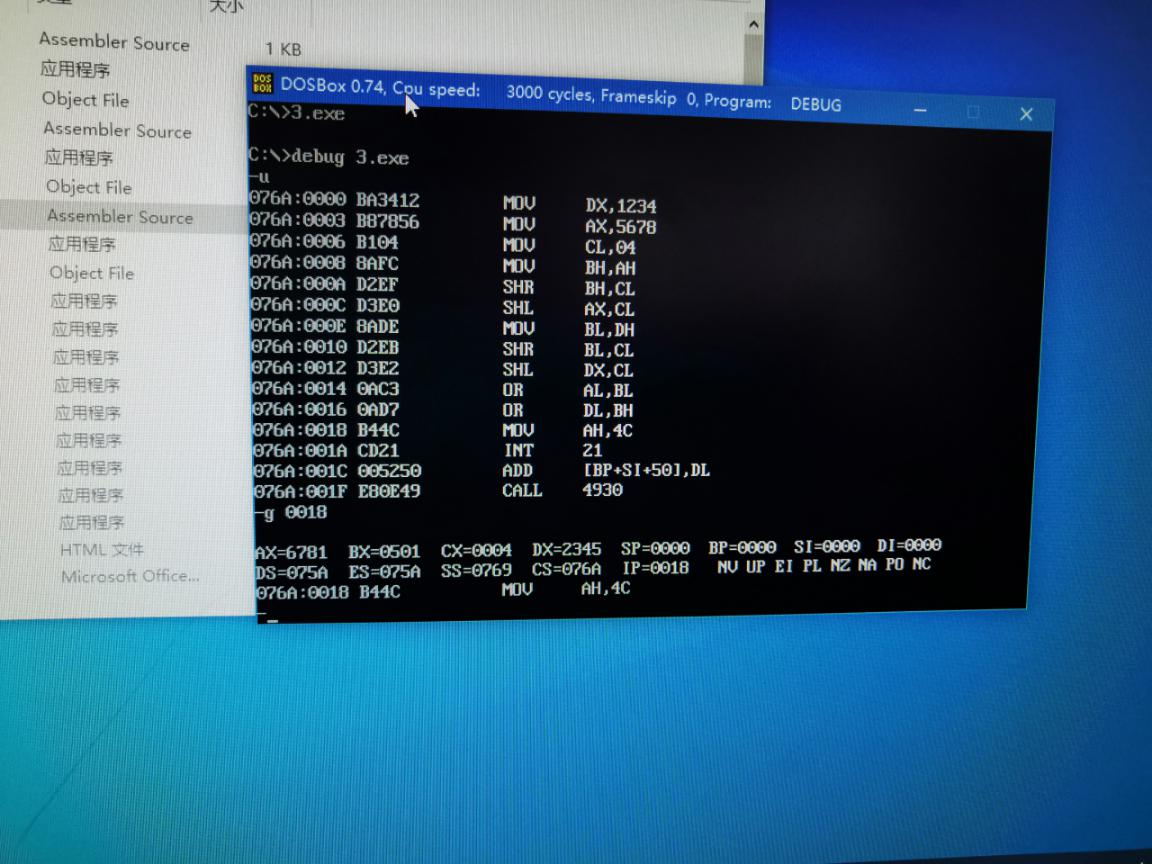 大小
Assembler Source
1 KB
应用程序
Object File
Assembler Source
应用程序
Object File
Assembler Source
应用程序
Object File
应用程序
应用程序
应用程序
应用程序
应用程序
应用程序
应用程序
应用程序
应用程序
HTML 文件
Microsoft Office...
DOSBox 0.74, Cpu speed: 3000 cycles, Frameskip 0, Program: DEBUG
C:\>3.exe
C:\>debug 3.exe
-u
076A:0000 BA3412 MOV DX,1234
076A:0003 B87856 MOV AX,5678
076A:0006 B104 MOV CL,04
076A:0008 8AFC MOV BH,AH
076A:000A D2EF SHR BH,CL
076A:000C D3E0 SHL AX,CL
076A:000E 8ADE MOV BL,DH
076A:0010 D2EB SHR BL,CL
076A:0012 D3E2 SHL DX,CL
076A:0014 0AC3 OR AL,BL
076A:0016 0AD7 OR DL,BH
076A:0018 B44C MOV AH,4C
076A:001A CD21 INT 21
076A:001C 005250 ADD [BP+SI+50],DL
076A:001F E80E49 CALL 4930
-g 0018
AX=6781 BX=0501 CX=0004 DX=2345 SP=0000 BP=0000 SI=0000 DI=0000
DS=075A ES=075A SS=0769 CS=076A IP=0018 NV UP EI PL NZ NA PO NC
076A:0018 B44C MOV AH,4C
-